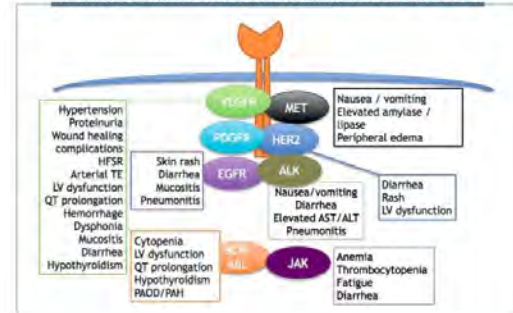 VEGFR
MET
PDGFR
HER2
EGFR
ALK
BCR-
ABL
JAK
Hypertension
Proteinuria
Wound healing
complications
HFSR
Arterial TE
LV dysfunction
QT prolongation
Hemorrhage
Dysphonia
Mucositis
Diarrhea
Hypothyroidism
Skin rash
Diarrhea
Mucositis
Pneumonitis
Nausea / vomiting
Elevated amylase /
lipase
Peripheral edema
Nausea/vomiting
Diarrhea
Elevated AST/ALT
Pneumonitis
Diarrhea
Rash
LV dysfunction
Cytopenia
LV dysfunction
QT prolongation
Hypothyroidism
PAOD/PAH
Anemia
Thrombocytopenia
Fatigue
Diarrhea